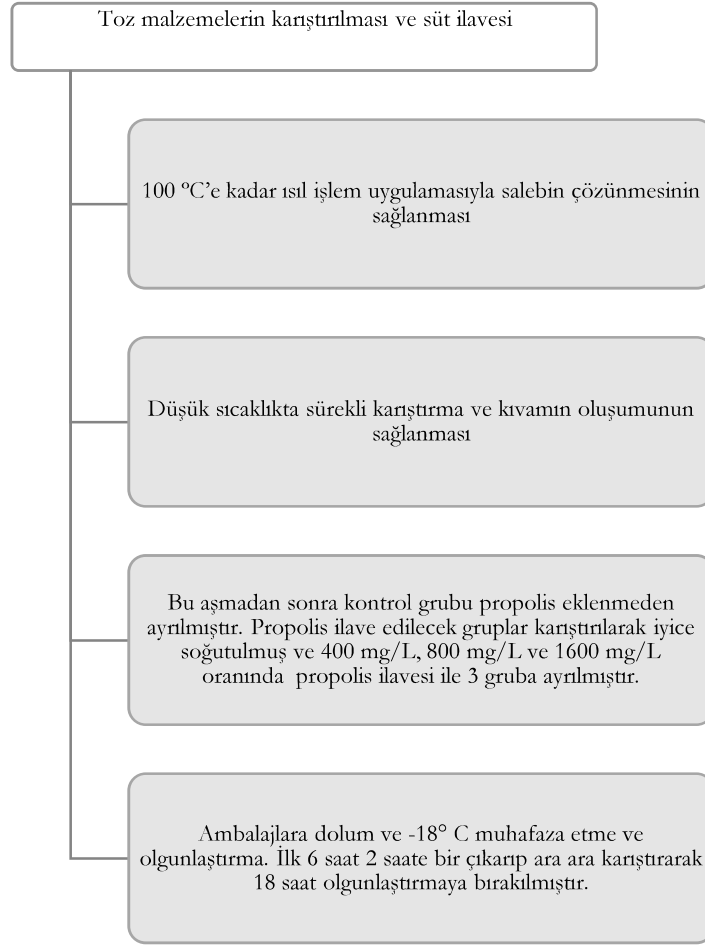 Toz malzemelerin karıştırılması ve süt ilavesi
100 °C’e kadar ısıl işlem uygulamasıyla salebin çözünmesinin
sağlanması
Düşük sıcaklıkta sürekli karıştırma ve kıvamın oluşumunun
sağlanması
Bu aşmadan sonra kontrol grubu propolis eklenmeden
ayrılmıştır. Propolis ilave edilecek gruplar karıştırılarak iyice
soğutulmuş ve 400 mg/L, 800 mg/L ve 1600 mg/L
oranında propolis ilavesi ile 3 gruba ayrılmıştır.
Ambalajlara dolum ve -18° C muhafaza etme ve
olgunlaştırma. İlk 6 saat 2 saate bir çıkarıp ara ara karıştırarak
18 saat olgunlaştırmaya bırakılmıştır.